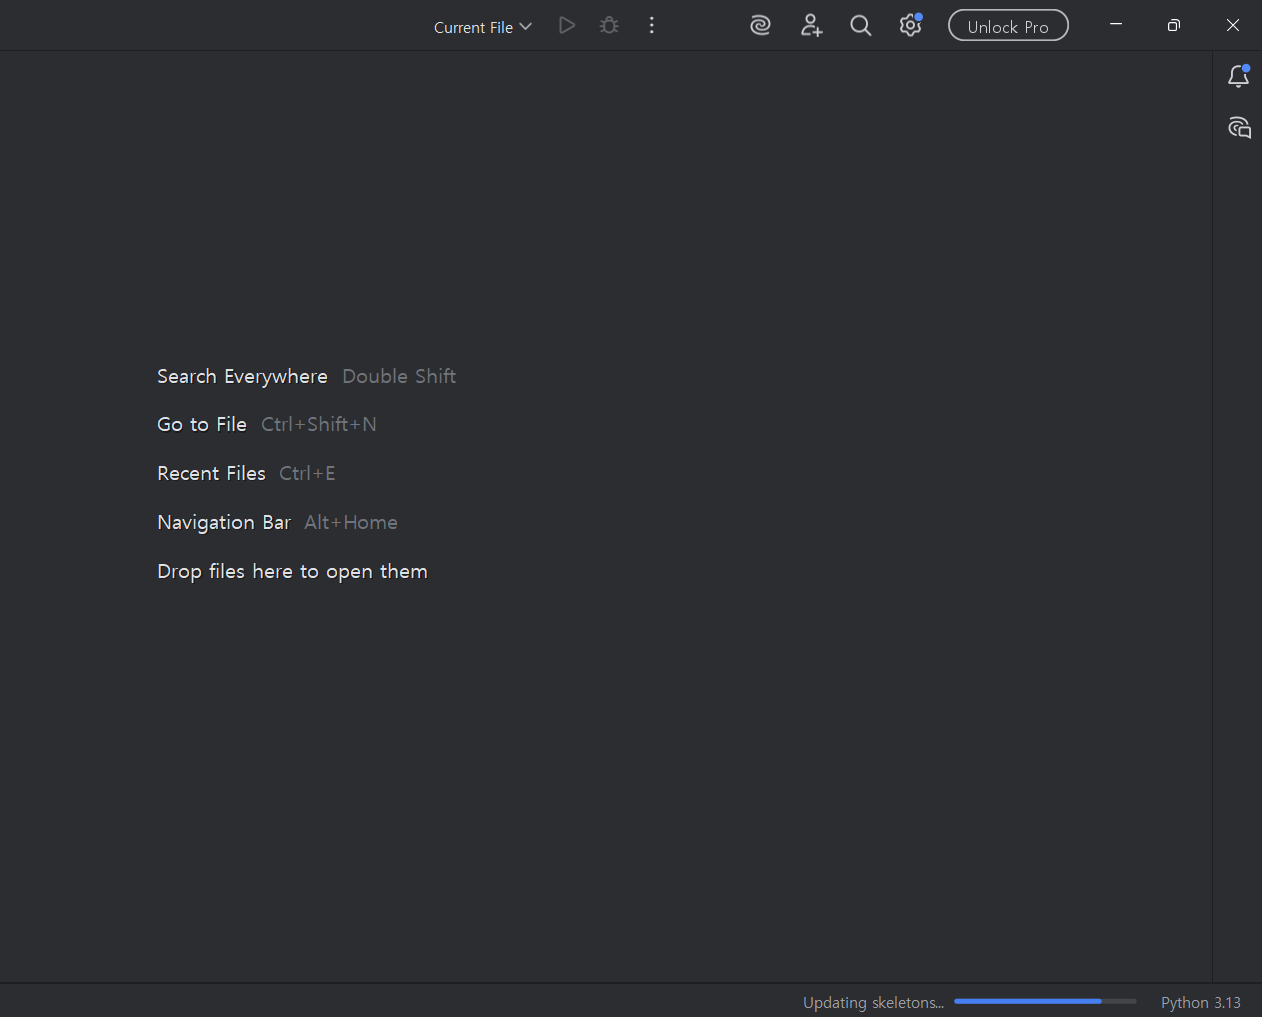 Current File
Unlock Pro
Search Everywhere Double Shift
Go to File Ctrl+Shift+N
Recent Files Ctrl+E
Navigation Bar Alt+Home
Drop files here to open them
Updating skeletons... Python 3.13